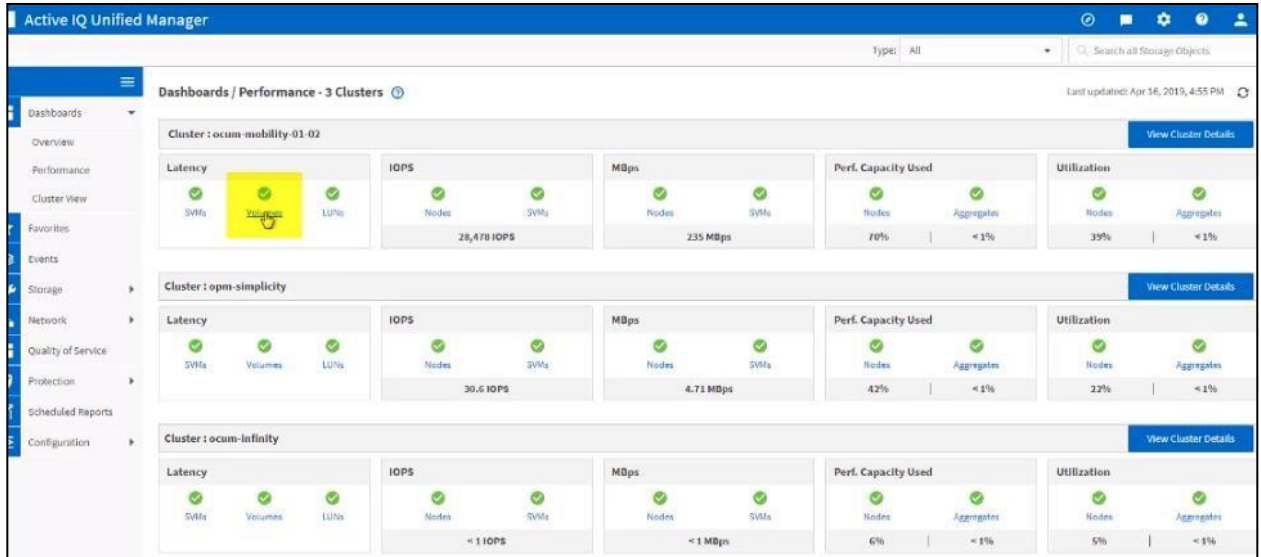 Active IQ Unified Manager
Type: All Search all Storage Objects
Dashboards / Performance - 3 Clusters Last updated: Apr 16, 2019, 4:55 PM
Dashboards
Overview
Performance
Cluster View
Favorites
Events
Storage
Network
Quality of Service
Protection
Scheduled Reports
Configuration
Cluster : ocum-mobility-01-02 View Cluster Details
Latency IOPS MBps Perf. Capacity Used Utilization
SVMs Volumes LUNs Nodes SVMs Nodes SVMs Nodes Aggregates Nodes Aggregates
28,478 IOPS 235 MBps 70% | <1% 39% | <1%
Cluster : opm-simplicity View Cluster Details
Latency IOPS MBps Perf. Capacity Used Utilization
SVMs Volumes LUNs Nodes SVMs Nodes SVMs Nodes Aggregates Nodes Aggregates
30.6 IOPS 4.71 MBps 42% | <1% 22% | <1%
Cluster : ocum-infinity View Cluster Details
Latency IOPS MBps Perf. Capacity Used Utilization
SVMs Volumes LUNs Nodes SVMs Nodes SVMs Nodes Aggregates Nodes Aggregates
< 1 IOPS < 1 MBps 6% | <1% 5% | <1%